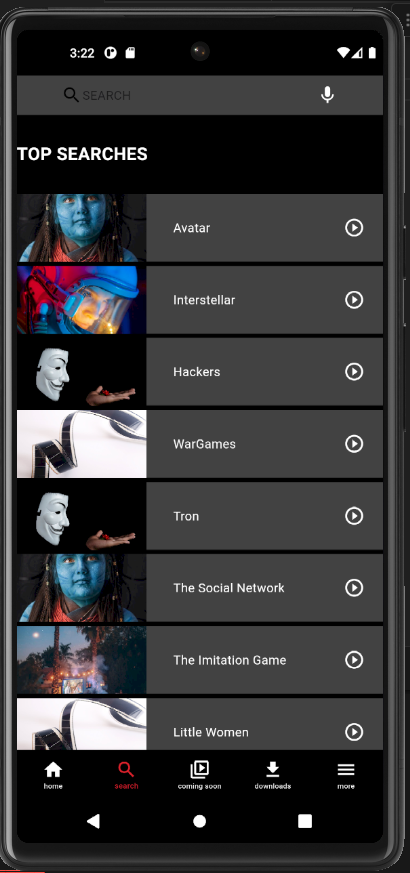 3:22
SEARCH
TOP SEARCHES
Avatar
Interstellar
Hackers
WarGames
Tron
The Social Network
The Imitation Game
Little Women
home search coming soon downloads more